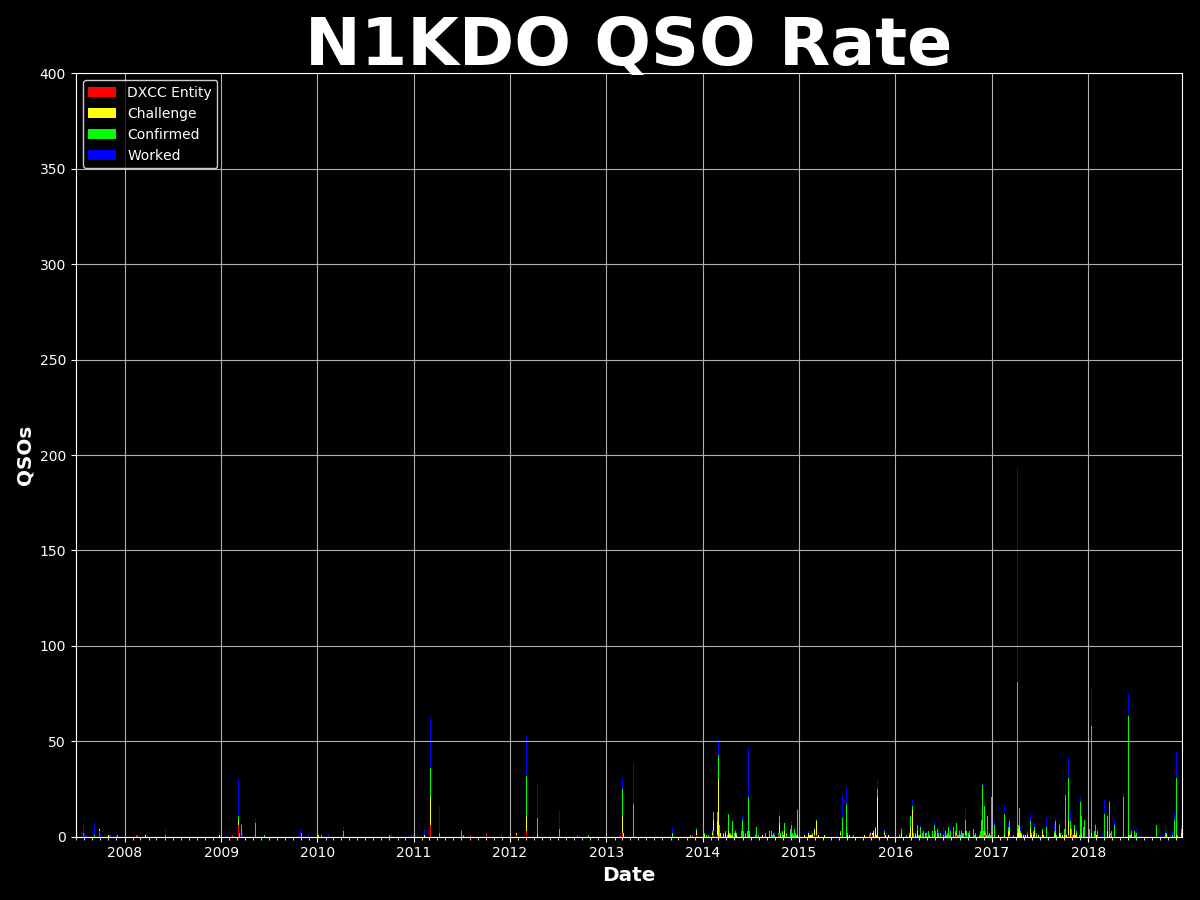 N1KDO QSO Rate
400
350
300
250
200
150
100
50
0
DXCC Entity
Challenge
Confirmed
Worked
QSOs
2008 2009 2010 2011 2012 2013 2014 2015 2016 2017 2018
Date